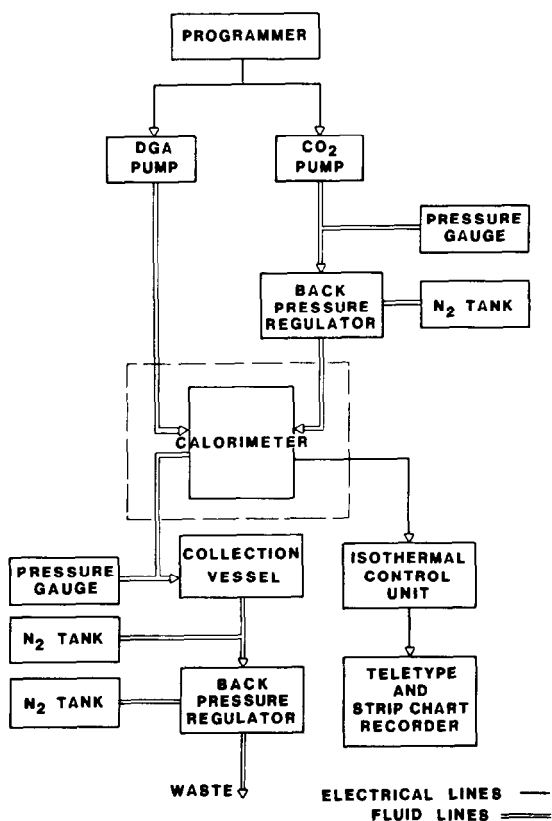 PROGRAMMER
DGA
PUMP
CO2
PUMP
PRESSURE
GAUGE
BACK
PRESSURE
REGULATOR
N2 TANK
CALORIMETER
PRESSURE
GAUGE
COLLECTION
VESSEL
ISOTHERMAL
CONTROL
UNIT
N2 TANK
N2 TANK
BACK
PRESSURE
REGULATOR
TELETYPE
AND
STRIP CHART
RECORDER
WASTE
ELECTRICAL LINES
FLUID LINES